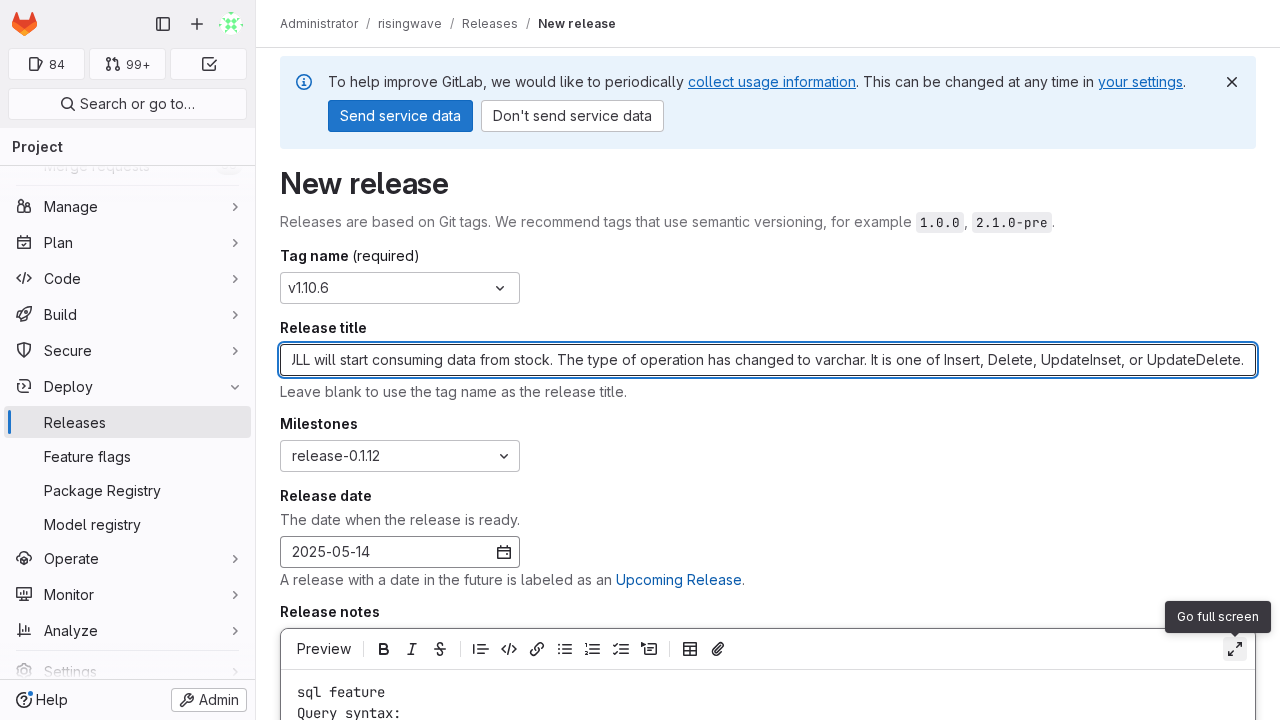 84
99+
Search or go to…
Project
Merge requests
Manage
Plan
Code
Build
Secure
Deploy
Releases
Feature flags
Package Registry
Model registry
Operate
Monitor
Analyze
Settings
Help
Admin
Administrator / risingwave / Releases / New release
To help improve GitLab, we would like to periodically collect usage information. This can be changed at any time in your settings.
Send service data
Don't send service data
New release
Releases are based on Git tags. We recommend tags that use semantic versioning, for example 1.0.0, 2.1.0-pre.
Tag name (required)
v1.10.6
Release title
ULL will start consuming data from stock. The type of operation has changed to varchar. It is one of Insert, Delete, UpdateInset, or UpdateDelete.
Leave blank to use the tag name as the release title.
Milestones
release-0.1.12
Release date
The date when the release is ready.
2025-05-14
A release with a date in the future is labeled as an Upcoming Release.
Release notes
Go full screen
Preview
sql feature
Query syntax: